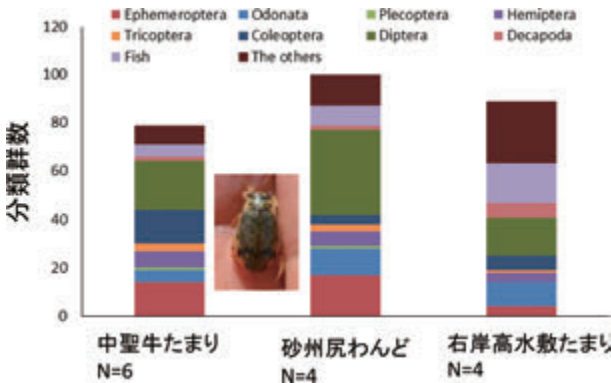 Ephemeroptera Odonata Plecoptera Hemiptera
Tricoptera Coleoptera Diptera Decapoda
Fish The others
分類群数
120
100
80
60
40
20
0
中聖牛たまり 砂州尻わんど 右岸高水敷たまり
N=6 N=4 N=4